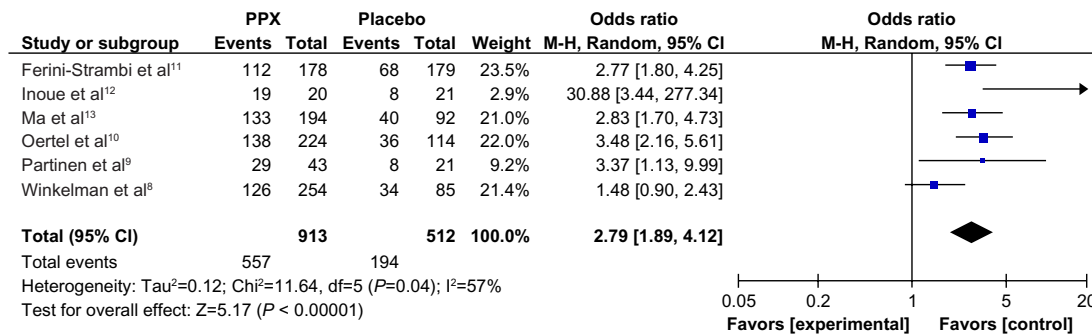 PPX Placebo Odds ratio Odds ratio
Study or subgroup Events Total Events Total Weight M-H, Random, 95% CI M-H, Random, 95% CI
Ferini-Strambi et al¹¹ 112 178 68 179 23.5% 2.77 [1.80, 4.25]
Inoue et al¹² 19 20 8 21 2.9% 30.88 [3.44, 277.34]
Ma et al¹³ 133 194 40 92 21.0% 2.83 [1.70, 4.73]
Oertel et al¹⁰ 138 224 36 114 22.0% 3.48 [2.16, 5.61]
Partinen et al⁹ 29 43 8 21 9.2% 3.37 [1.13, 9.99]
Winkelman et al⁸ 126 254 34 85 21.4% 1.48 [0.90, 2.43]
Total (95% CI) 913 512 100.0% 2.79 [1.89, 4.12]
Total events 557 194
Heterogeneity: Tau²=0.12; Chi²=11.64, df=5 (P=0.04); I²=57%
Test for overall effect: Z=5.17 (P < 0.00001)
0.05 0.2 1 5 20
Favors [experimental] Favors [control]